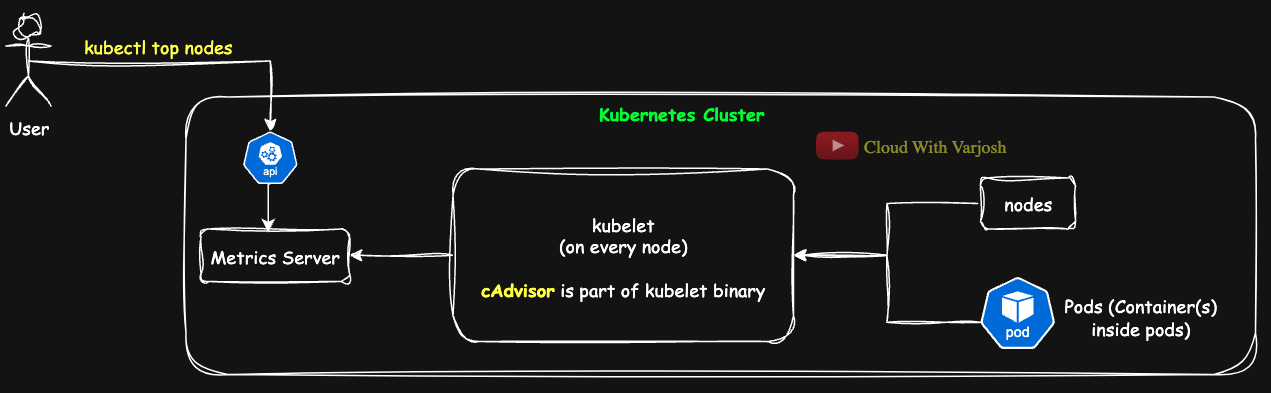 kubectl top nodes
User
Kubernetes Cluster
Cloud With Varjosh
api
Metrics Server
kubelet
(on every node)
cAdvisor is part of kubelet binary
nodes
pod
Pods (Container(s)
inside pods)